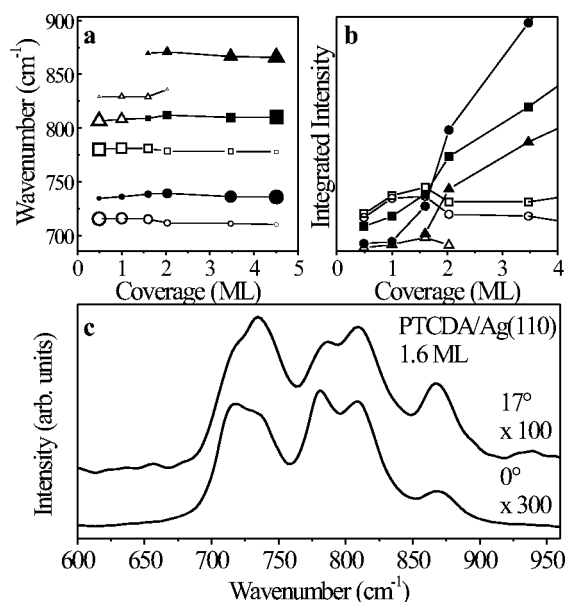 a
900
850
800
750
700
Wavenumber (cm-1)
0 1 2 3 4 5
Coverage (ML)
b
Integrated Intensity
0 1 2 3 4
Coverage (ML)
c
PTCDA/Ag(110)
1.6 ML
17°
x 100
0°
x 300
Intensity (arb. units)
600 650 700 750 800 850 900 950
Wavenumber (cm-1)